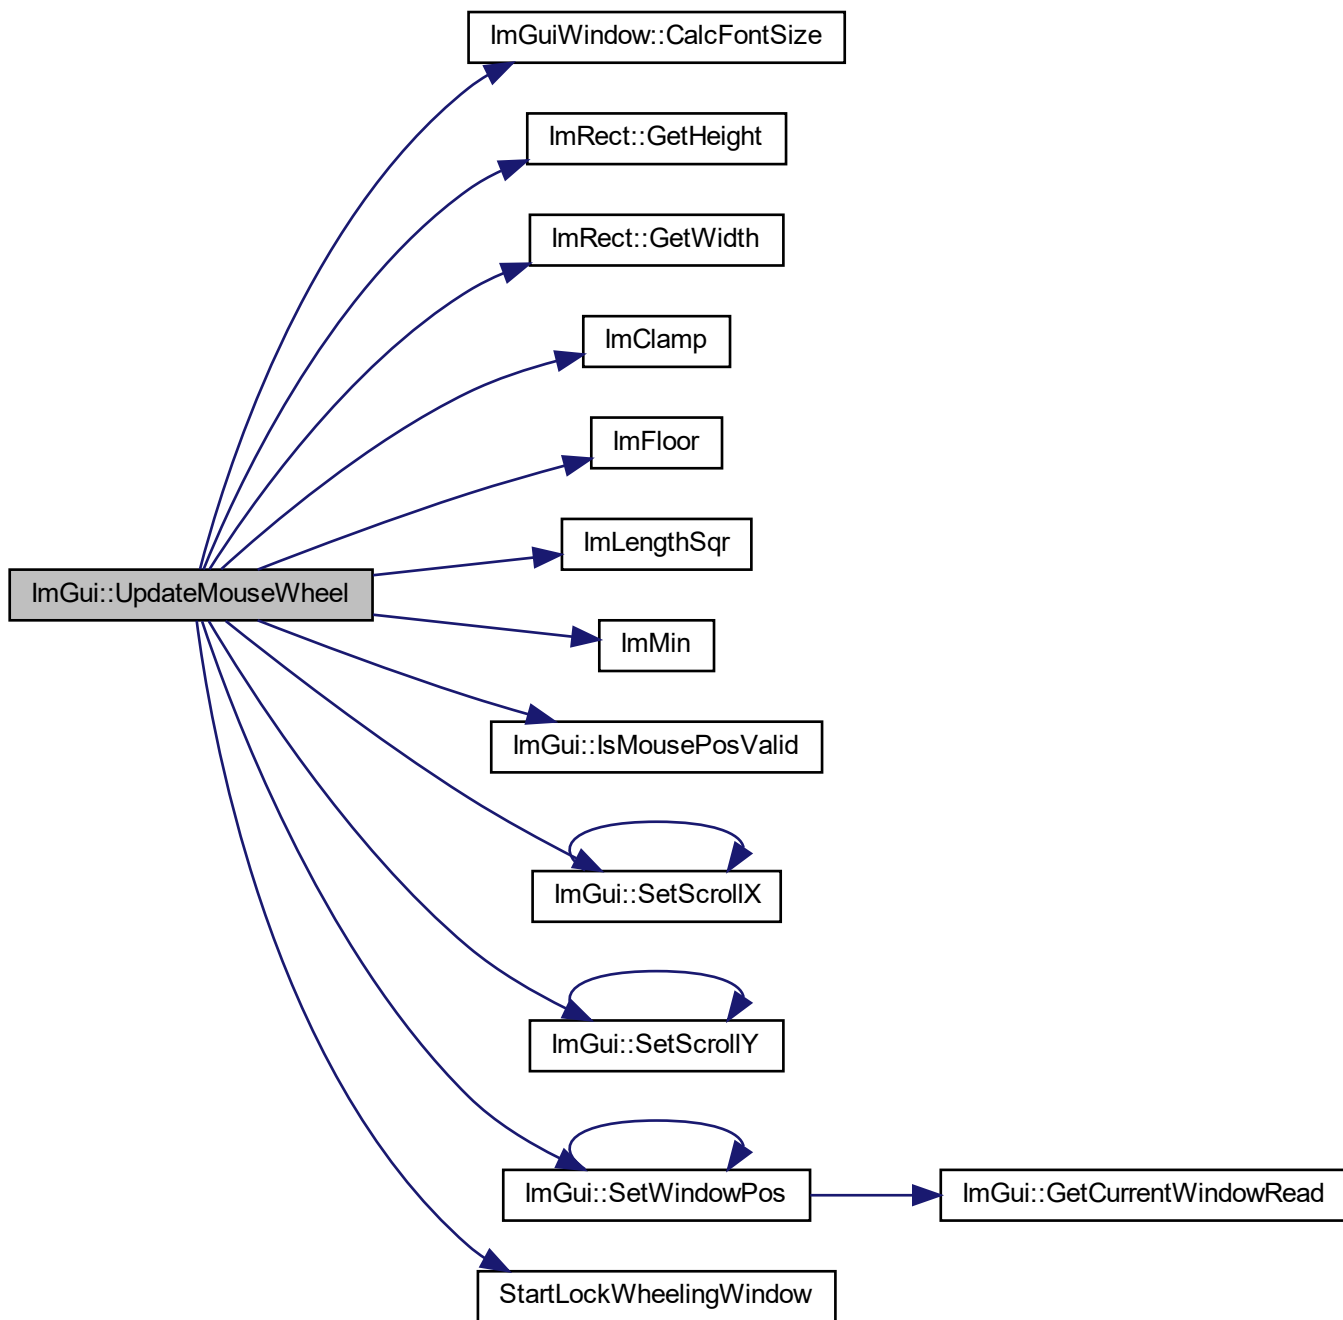 ImGuiWindow::CalcFontSize
ImRect::GetHeight
ImRect::GetWidth
ImClamp
ImFloor
ImLengthSqr
ImGui::UpdateMouseWheel
ImMin
ImGui::IsMousePosValid
ImGui::SetScrollX
ImGui::SetScrollY
ImGui::SetWindowPos
ImGui::GetCurrentWindowRead
StartLockWheelingWindow